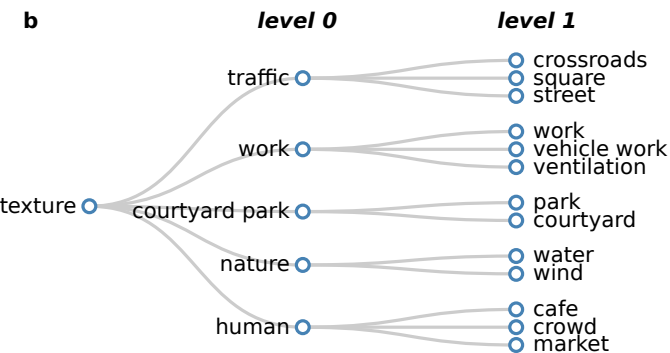 b level 0 level 1
crossroads
traffic square
street
work
work vehicle work
ventilation
park
texture courtyard park
courtyard
water
nature
wind
cafe
human crowd
market